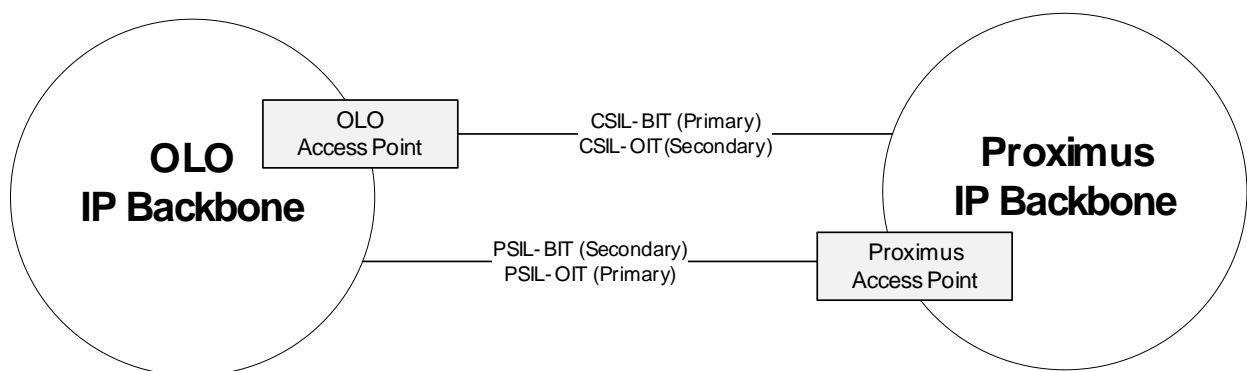 OLO
Access Point
CSIL-BIT (Primary)
CSIL-OIT(Secondary)
OLO
IP Backbone
Proximus
IP Backbone
PSIL-BIT (Secondary)
PSIL-OIT (Primary)
Proximus
Access Point